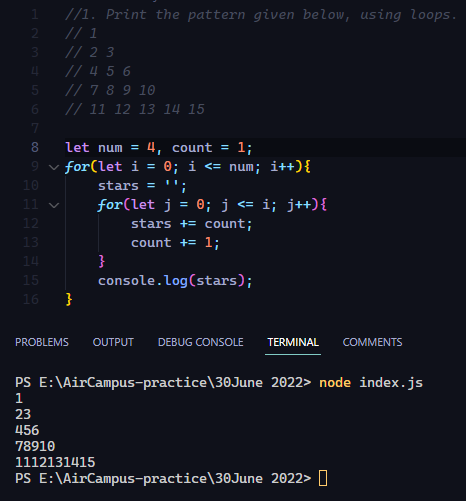 1 //1. Print the pattern given below, using loops.
2 // 1
3 // 2 3
4 // 4 5 6
5 // 7 8 9 10
6 // 11 12 13 14 15
7
8 let num = 4, count = 1;
9 for(let i = 0; i <= num; i++){
10     stars = '';
11     for(let j = 0; j <= i; j++){
12         stars += count;
13         count += 1;
14     }
15     console.log(stars);
16 }
PROBLEMS OUTPUT DEBUG CONSOLE TERMINAL COMMENTS
PS E:\AirCampus-practice\30June 2022> node index.js
1
23
456
78910
1112131415
PS E:\AirCampus-practice\30June 2022>